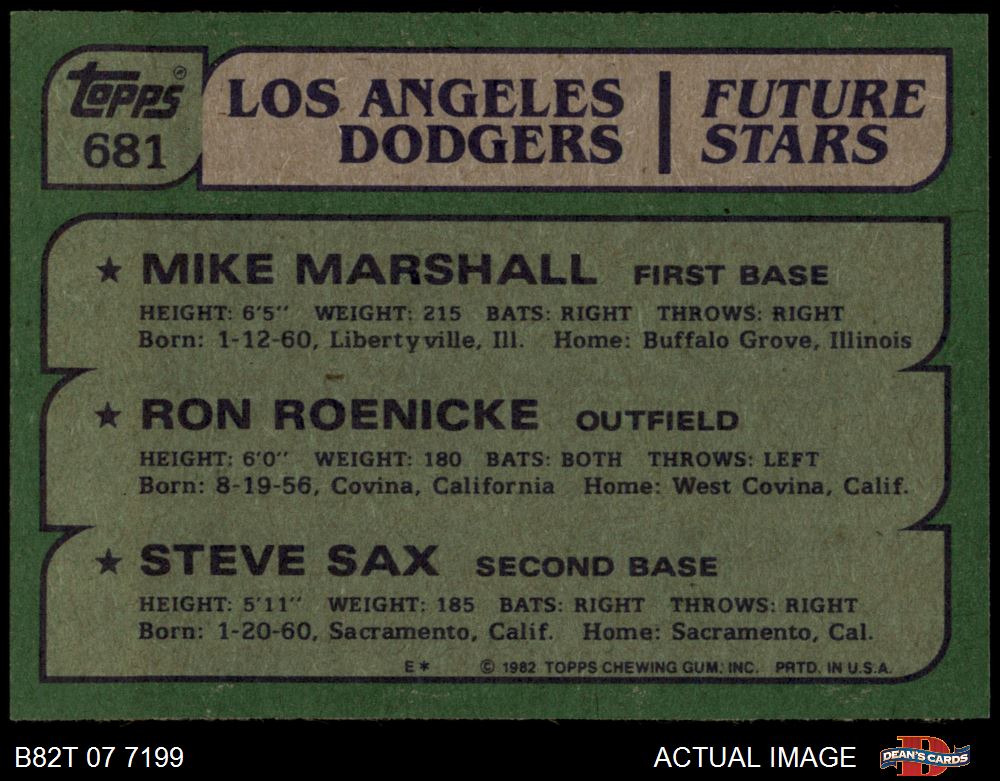 topps®
681
LOS ANGELES DODGERS | FUTURE STARS
★ MIKE MARSHALL FIRST BASE
HEIGHT: 6'5" WEIGHT: 215 BATS: RIGHT THROWS: RIGHT
Born: 1-12-60, Libertyville, Ill. Home: Buffalo Grove, Illinois
★ RON ROENICKE OUTFIELD
HEIGHT: 6'0" WEIGHT: 180 BATS: BOTH THROWS: LEFT
Born: 8-19-56, Covina, California Home: West Covina, Calif.
★ STEVE SAX SECOND BASE
HEIGHT: 5'11" WEIGHT: 185 BATS: RIGHT THROWS: RIGHT
Born: 1-20-60, Sacramento, Calif. Home: Sacramento, Cal.
E* © 1982 TOPPS CHEWING GUM, INC. PRTD. IN U.S.A.
B82T 07 7199 ACTUAL IMAGE D DEAN'S CARDS